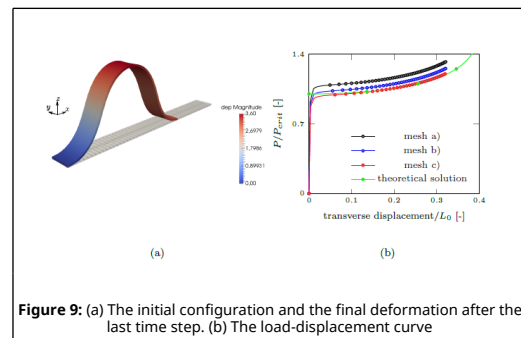 dep Magnitude
3.60
2.6979
1.7986
0.89931
0.00
z
y
x
(a)
1.4
0.7
0
P/P_crit [-]
mesh a)
mesh b)
mesh c)
theoretical solution
0 0.1 0.2 0.3 0.4
transverse displacement/L_0 [-]
(b)
Figure 9: (a) The initial configuration and the final deformation after the
last time step. (b) The load-displacement curve